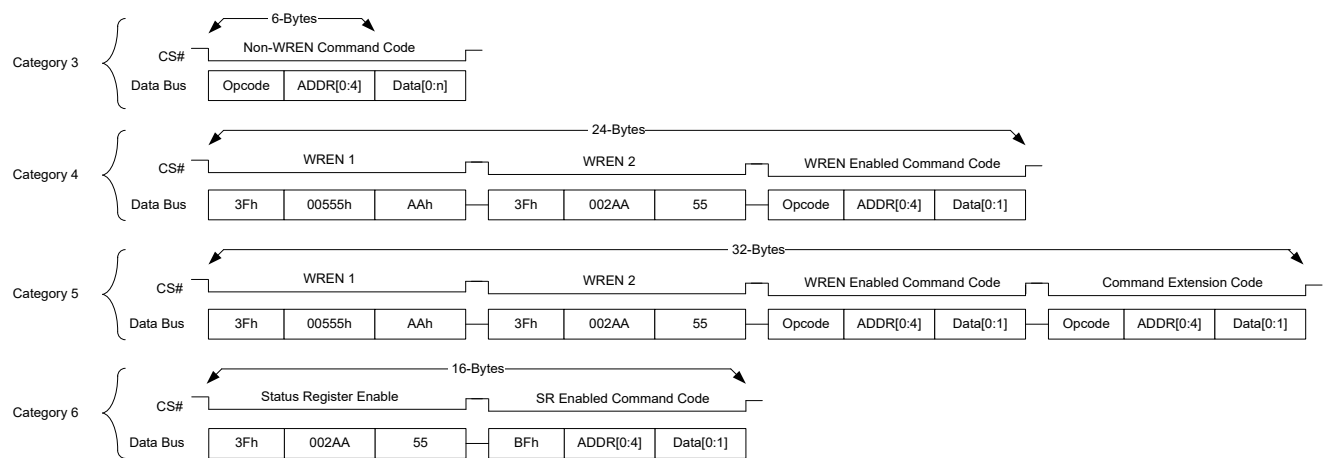 6-Bytes
Category 3
CS#
Non-WREN Command Code
Data Bus
Opcode ADDR[0:4] Data[0:n]
24-Bytes
Category 4
CS#
WREN 1 WREN 2 WREN Enabled Command Code
Data Bus
3Fh 00555h AAh 3Fh 002AA 55 Opcode ADDR[0:4] Data[0:1]
32-Bytes
Category 5
CS#
WREN 1 WREN 2 WREN Enabled Command Code Command Extension Code
Data Bus
3Fh 00555h AAh 3Fh 002AA 55 Opcode ADDR[0:4] Data[0:1] Opcode ADDR[0:4] Data[0:1]
16-Bytes
Category 6
CS#
Status Register Enable SR Enabled Command Code
Data Bus
3Fh 002AA 55 BFh ADDR[0:4] Data[0:1]